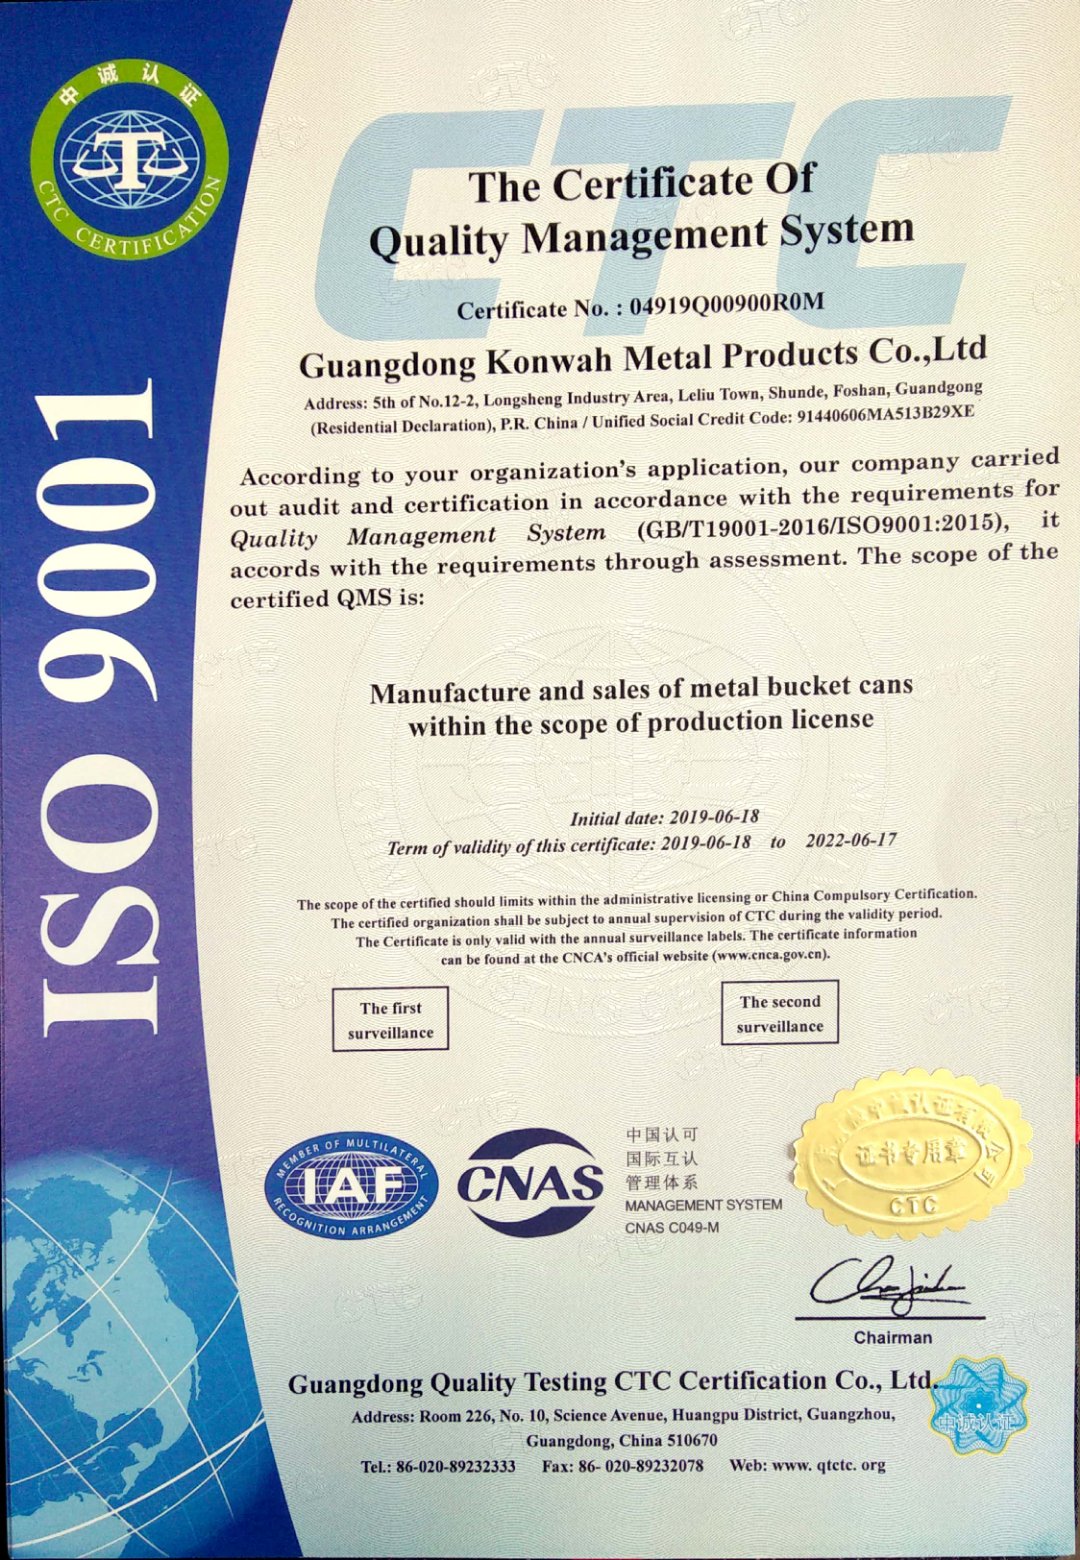 中诚认证
CTC CERTIFICATION
ISO 9001
CTC
The Certificate Of
Quality Management System
Certificate No. : 04919Q00900R0M
Guangdong Konwah Metal Products Co.,Ltd
Address: 5th of No.12-2, Longsheng Industry Area, Leliu Town, Shunde, Foshan, Guandgong
(Residential Declaration), P.R. China / Unified Social Credit Code: 91440606MA513B29XE
According to your organization's application, our company carried
out audit and certification in accordance with the requirements for
Quality Management System (GB/T19001-2016/ISO9001:2015), it
accords with the requirements through assessment. The scope of the
certified QMS is:
Manufacture and sales of metal bucket cans
within the scope of production license
Initial date: 2019-06-18
Term of validity of this certificate: 2019-06-18 to 2022-06-17
The scope of the certified should limits within the administrative licensing or China Compulsory Certification.
The certified organization shall be subject to annual supervision of CTC during the validity period.
The Certificate is only valid with the annual surveillance labels. The certificate information
can be found at the CNCA's official website (www.cnca.gov.cn).
The first
surveillance
The second
surveillance
MEMBER OF MULTILATERAL
IAF
RECOGNITION ARRANGEMENT
CNAS
中国认可
国际互认
管理体系
MANAGEMENT SYSTEM
CNAS C049-M
证书专用章
CTC
Chairman
Guangdong Quality Testing CTC Certification Co., Ltd.
中诚认证
Address: Room 226, No. 10, Science Avenue, Huangpu District, Guangzhou,
Guangdong, China 510670
Tel.: 86-020-89232333 Fax: 86- 020-89232078 Web: www. qtctc. org